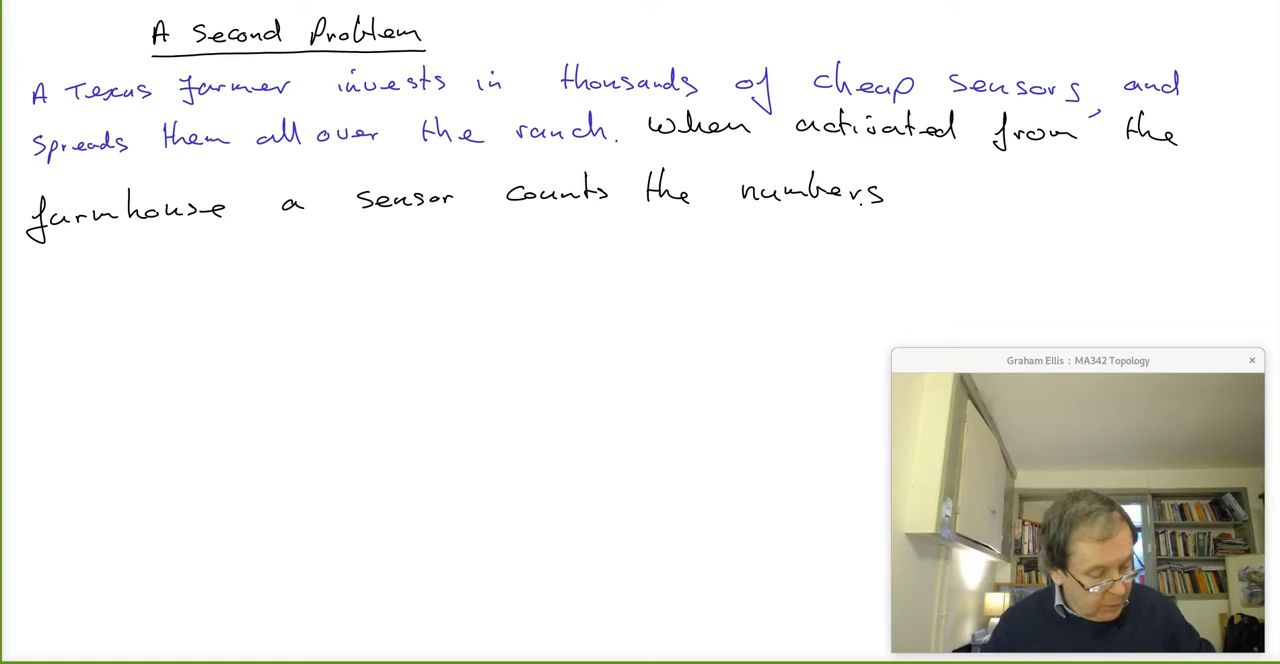 A Second Problem
A Texas farmer invests in thousands of cheap sensors, and
spreads them all over the ranch. When activated from the
farmhouse a sensor counts the numbers
Graham Ellis : MA342 Topology